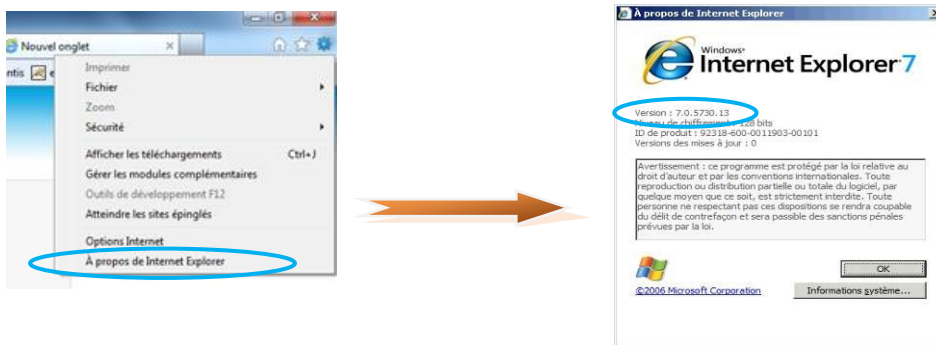 Nouvel onglet
ntis
e
Imprimer
Fichier
Zoom
Sécurité
Afficher les téléchargements Ctrl+J
Gérer les modules complémentaires
Outils de développement F12
Atteindre les sites épinglés
Options Internet
À propos de Internet Explorer
À propos de Internet Explorer
Windows
Internet Explorer 7
Version : 7.0.5730.13
Niveau de chiffrement : 128 bits
ID de produit : 92318-600-0011903-00101
Versions des mises à jour : 0
Avertissement : ce programme est protégé par la loi relative au
droit d'auteur et par les conventions internationales. Toute
reproduction ou distribution partielle ou totale du logiciel, par
quelque moyen que ce soit, est strictement interdite. Toute
personne ne respectant pas ces dispositions se rendra coupable
du délit de contrefaçon et sera passible des sanctions pénales
prévues par la loi.
OK
©2006 Microsoft Corporation Informations système...